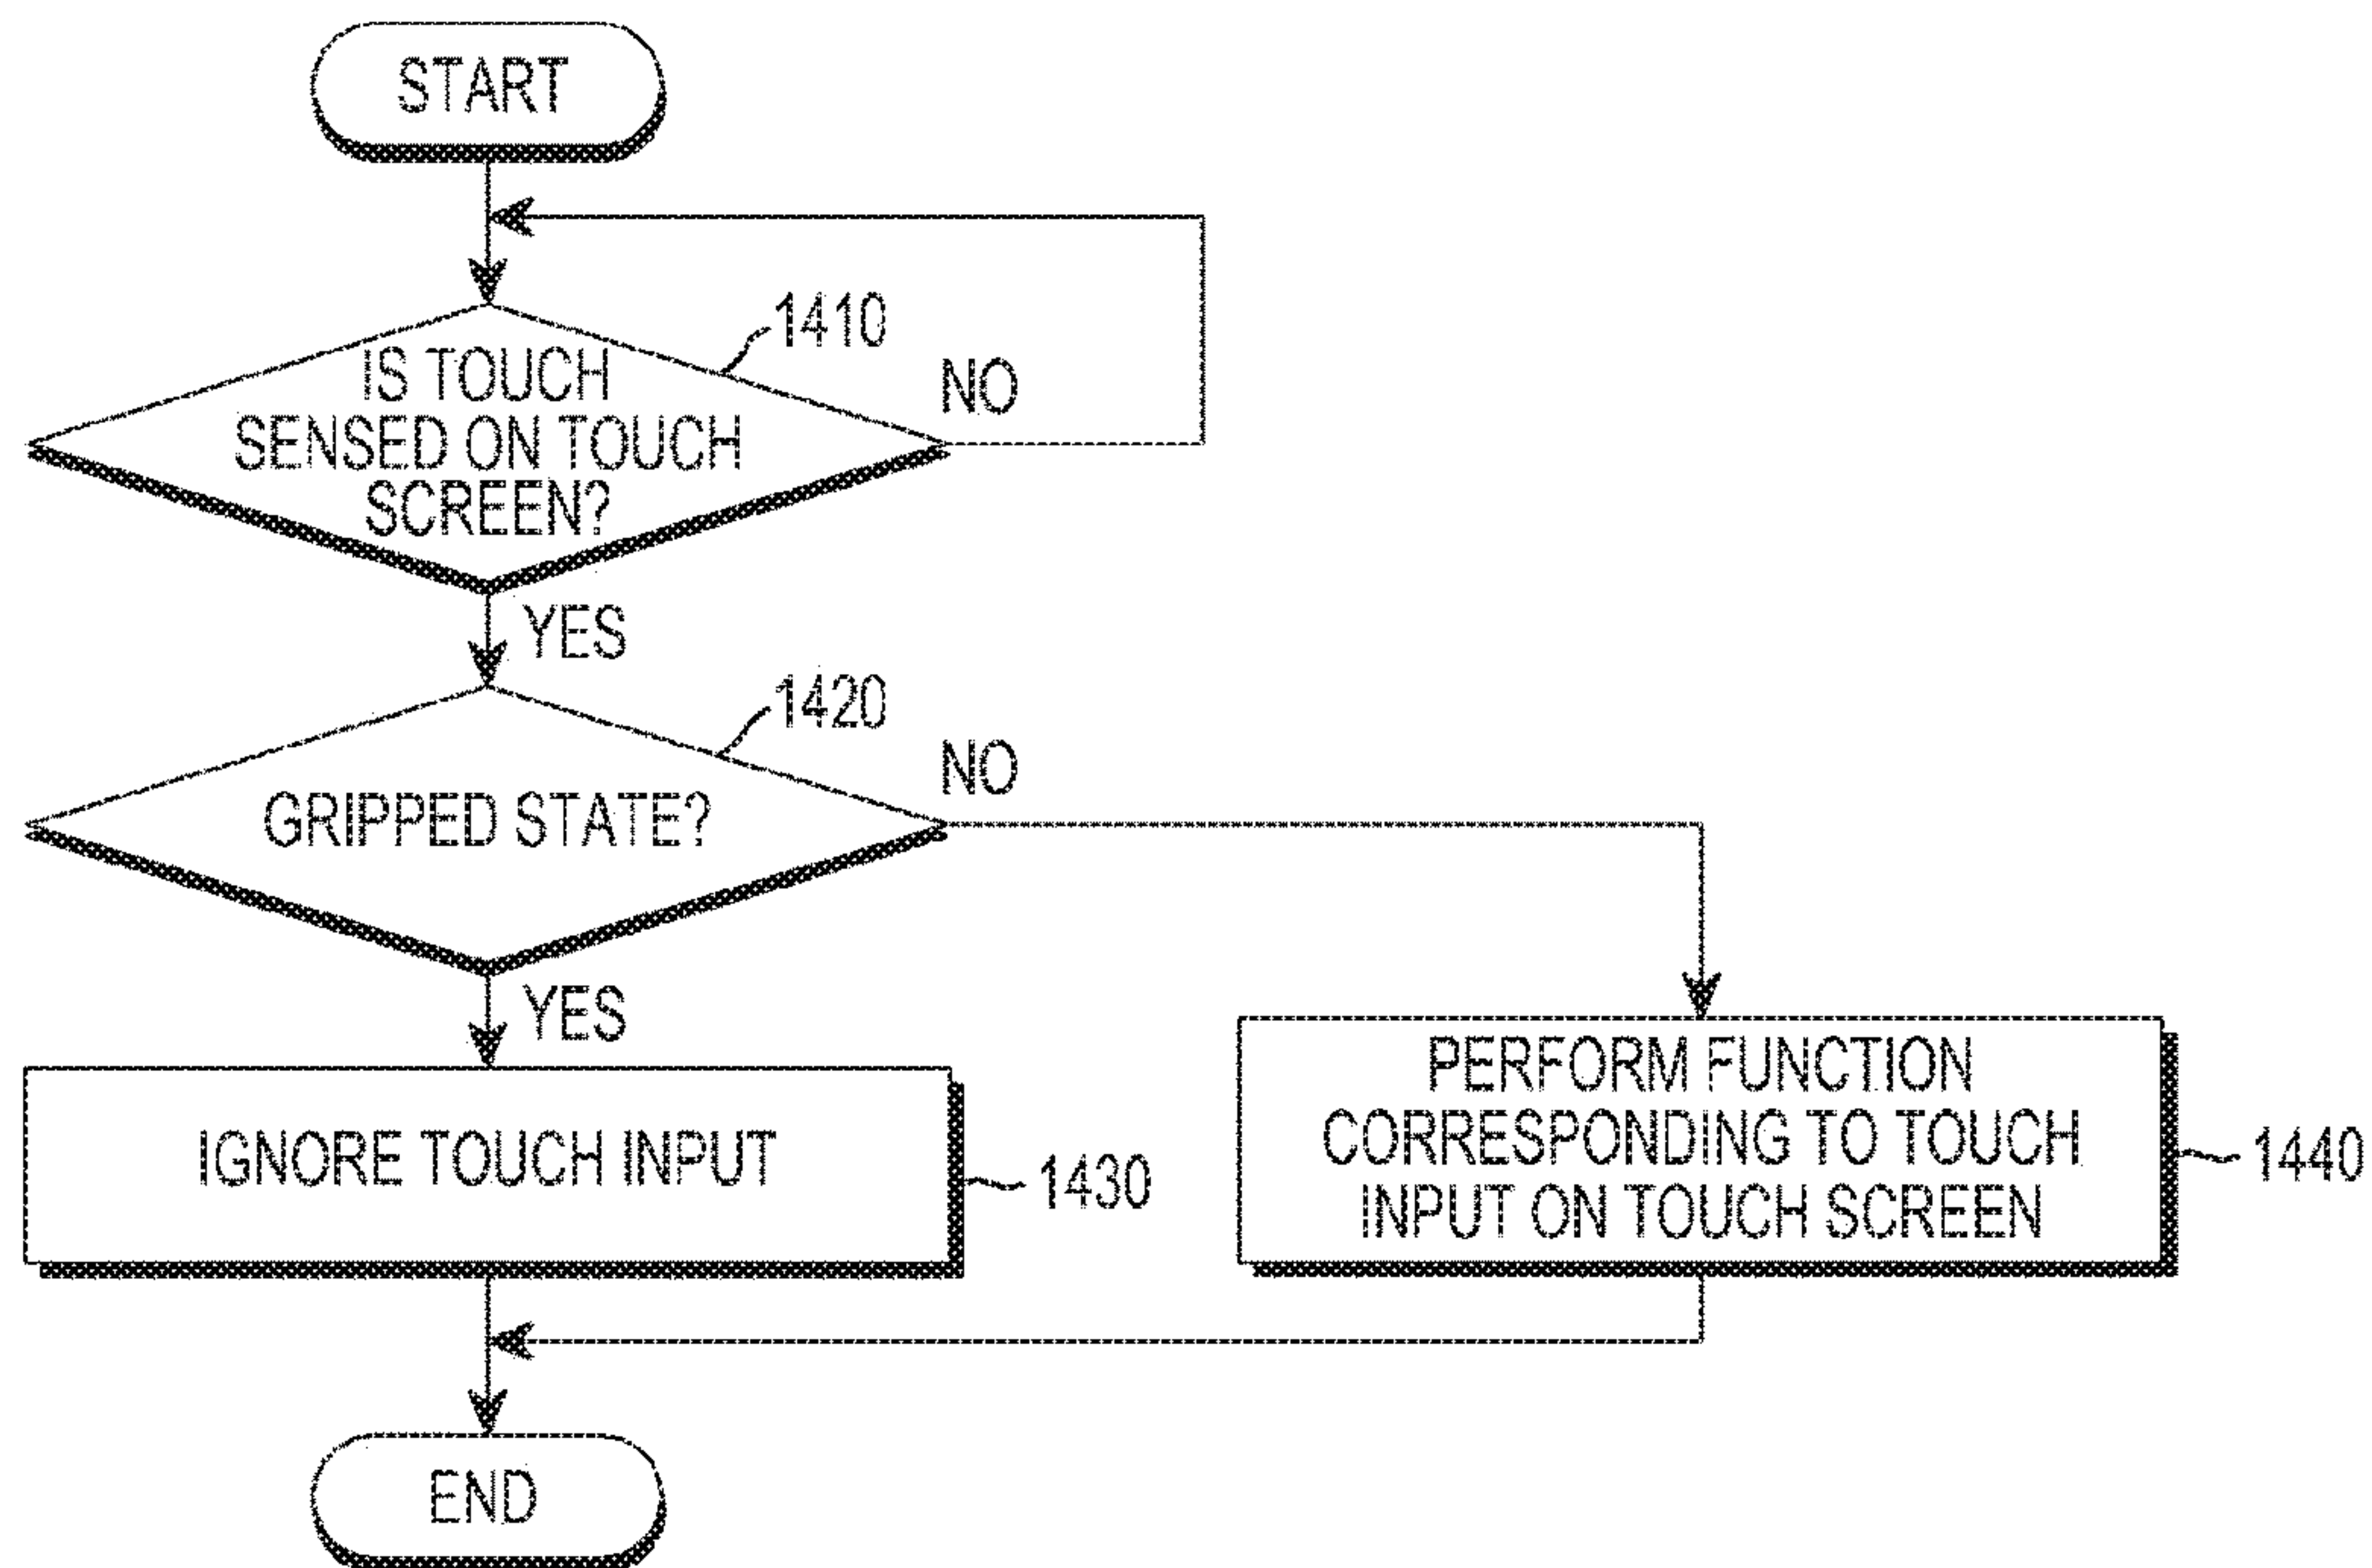 START
1410
IS TOUCH
SENSED ON TOUCH
SCREEN?
NO
YES
1420
GRIPPED STATE?
NO
YES
IGNORE TOUCH INPUT
1430
PERFORM FUNCTION
CORRESPONDING TO TOUCH
INPUT ON TOUCH SCREEN
1440
END